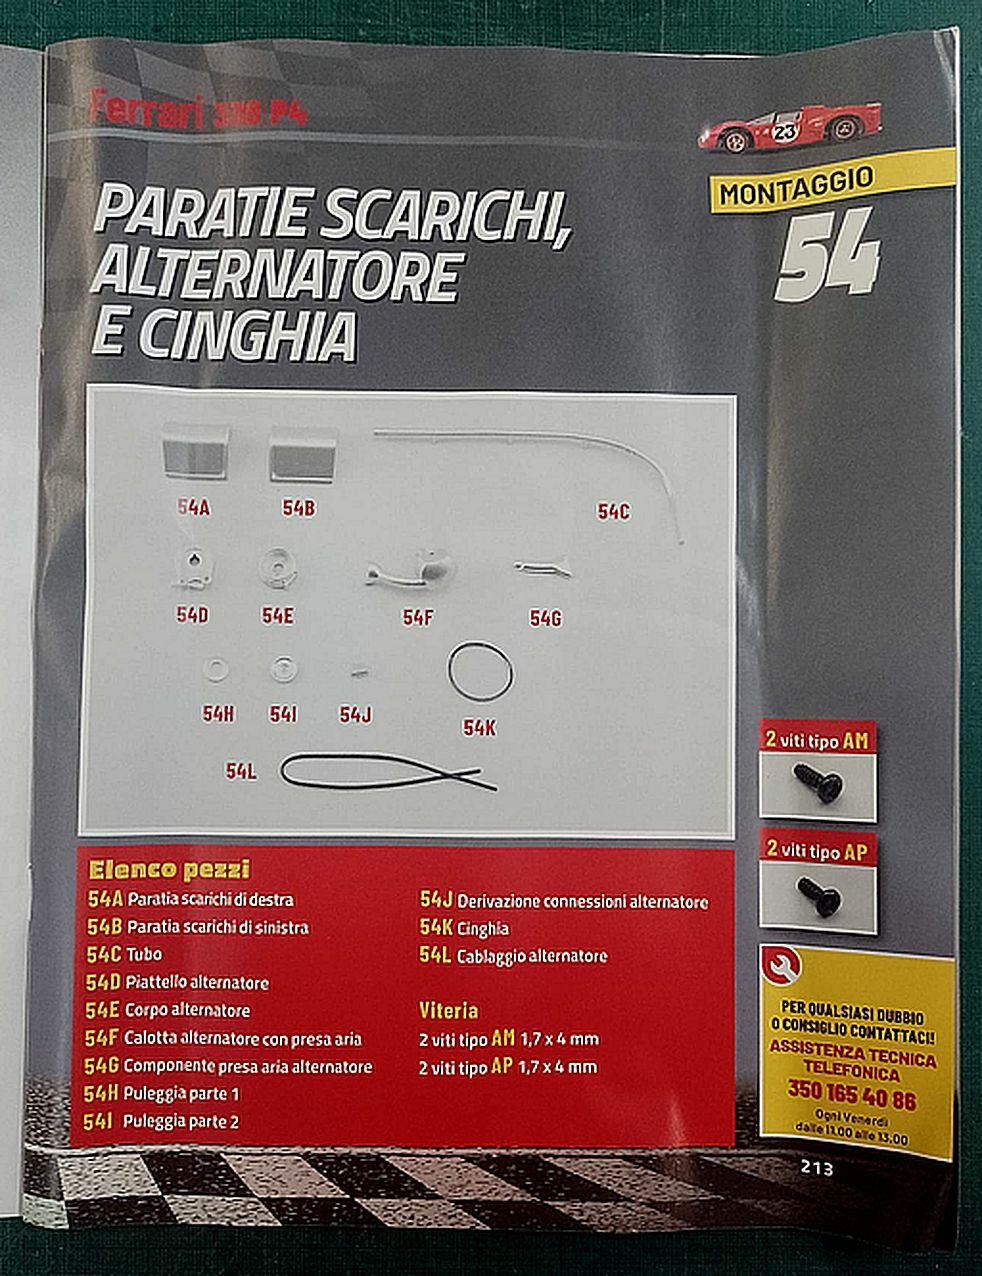 Ferrari 330 P4
23
MONTAGGIO
54
PARATIE SCARICHI,
ALTERNATORE
E CINGHIA
54A
54B
54C
54D
54E
54F
54G
54H
54I
54J
54K
54L
2 viti tipo AM
2 viti tipo AP
Elenco pezzi
54A Paratia scarichi di destra
54B Paratia scarichi di sinistra
54C Tubo
54D Piattello alternatore
54E Corpo alternatore
54F Calotta alternatore con presa aria
54G Componente presa aria alternatore
54H Puleggia parte 1
54I Puleggia parte 2
54J Derivazione connessioni alternatore
54K Cinghia
54L Cablaggio alternatore
Viteria
2 viti tipo AM 1,7 x 4 mm
2 viti tipo AP 1,7 x 4 mm
PER QUALSIASI DUBBIO
O CONSIGLIO CONTATTACI!
ASSISTENZA TECNICA
TELEFONICA
350 165 40 86
Ogni Venerdì
dalle 11.00 alle 13.00
213